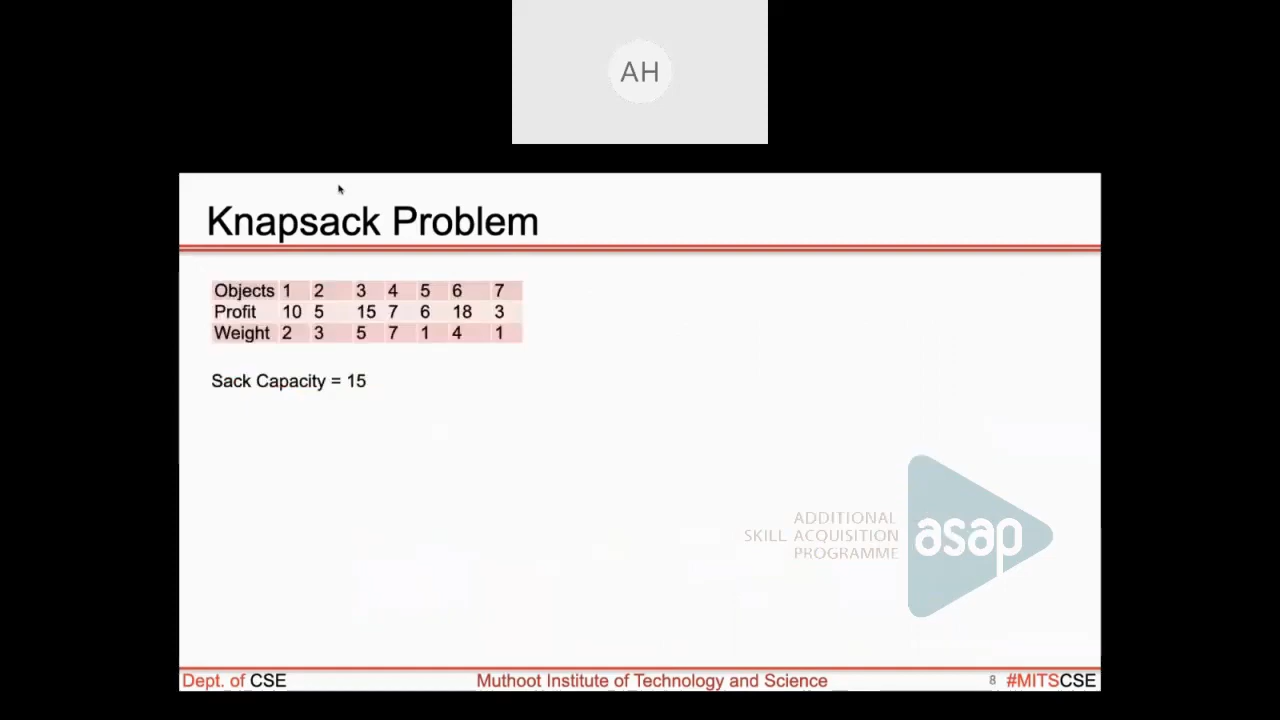 AH
Knapsack Problem
Objects 1 2 3 4 5 6 7
Profit 10 5 15 7 6 18 3
Weight 2 3 5 7 1 4 1
Sack Capacity = 15
ADDITIONAL
SKILL ACQUISITION
PROGRAMME
asap
Dept. of CSE Muthoot Institute of Technology and Science 8 #MITSCSE